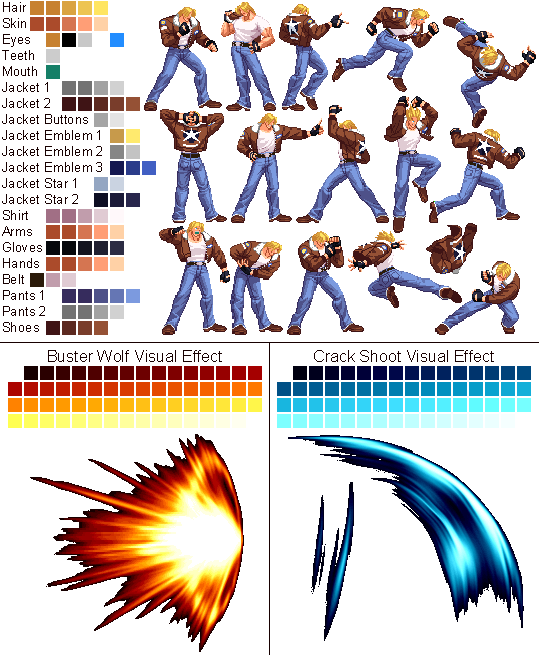 Hair
Skin
Eyes
Teeth
Mouth
Jacket 1
Jacket 2
Jacket Buttons
Jacket Emblem 1
Jacket Emblem 2
Jacket Emblem 3
Jacket Star 1
Jacket Star 2
Shirt
Arms
Gloves
Hands
Belt
Pants 1
Pants 2
Shoes
Buster Wolf Visual Effect
Crack Shoot Visual Effect